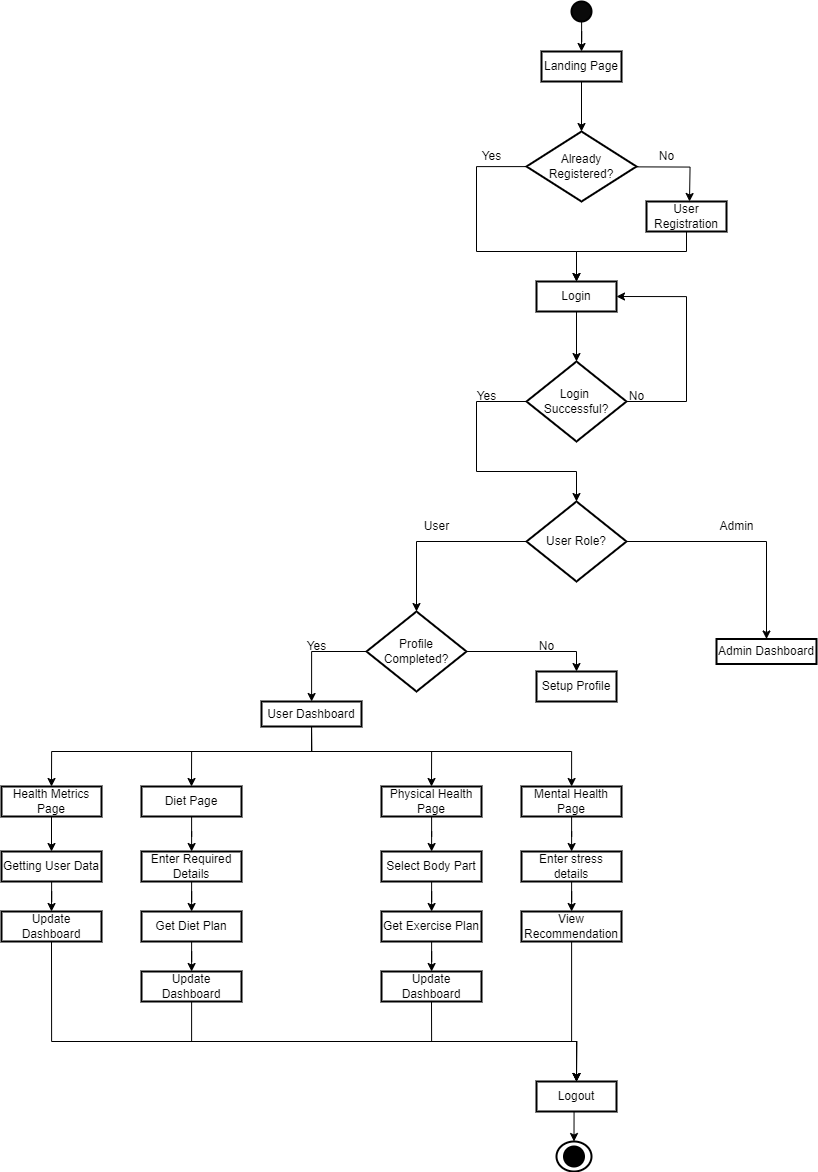 Landing Page
Already
Registered?
Yes
No
User
Registration
Login
Login
Successful?
Yes
No
User Role?
User
Admin
Profile
Completed?
Yes
No
Admin Dashboard
Setup Profile
User Dashboard
Health Metrics
Page
Diet Page
Physical Health
Page
Mental Health
Page
Getting User Data
Enter Required
Details
Select Body Part
Enter stress
details
Update
Dashboard
Get Diet Plan
Get Exercise Plan
View
Recommendation
Update
Dashboard
Update
Dashboard
Logout